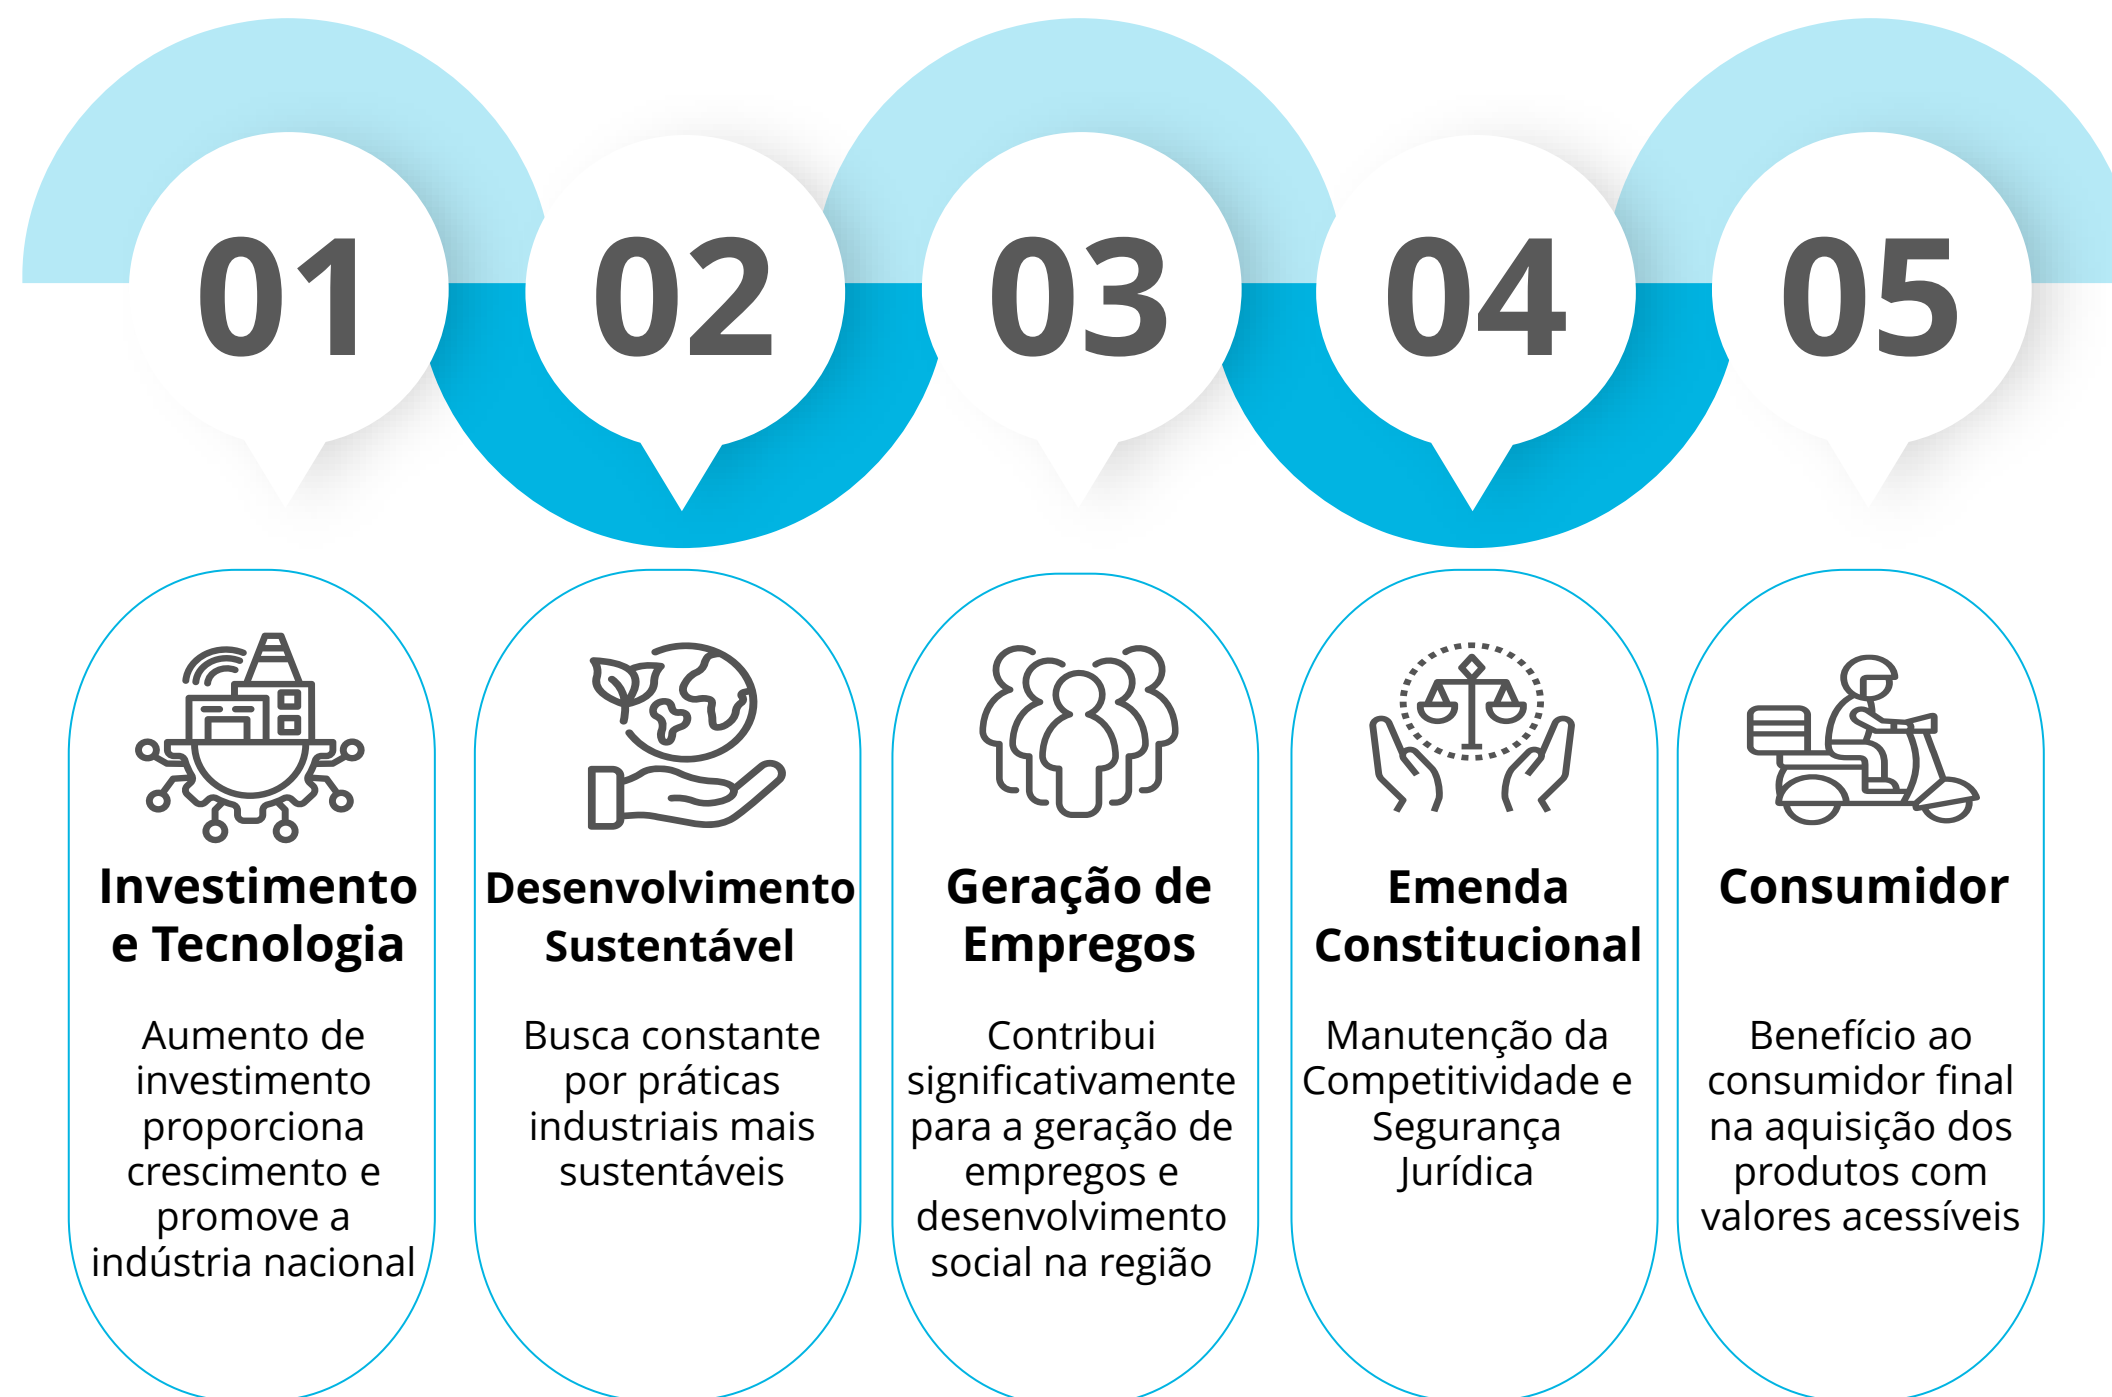 01
02
03
04
05
Investimento
e Tecnologia
Aumento de
investimento
proporciona
crescimento e
promove a
indústria nacional
Desenvolvimento
Sustentável
Busca constante
por práticas
industriais mais
sustentáveis
Geração de
Empregos
Contribui
significativamente
para a geração de
empregos e
desenvolvimento
social na região
Emenda
Constitucional
Manutenção da
Competitividade e
Segurança
Jurídica
Consumidor
Benefício ao
consumidor final
na aquisição dos
produtos com
valores acessíveis